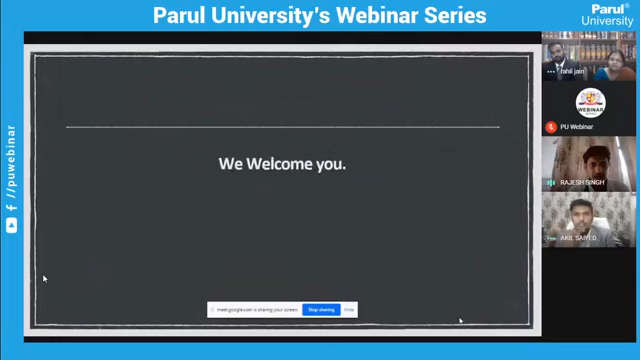 Parul University's Webinar Series
Parul®
University
//puwebinar
rahil jain
PU Webinar
RAJESH SINGH
AKIL SAIYED
We Welcome you.
meet.google.com is sharing your screen.
Stop sharing
Hide
WEBINAR